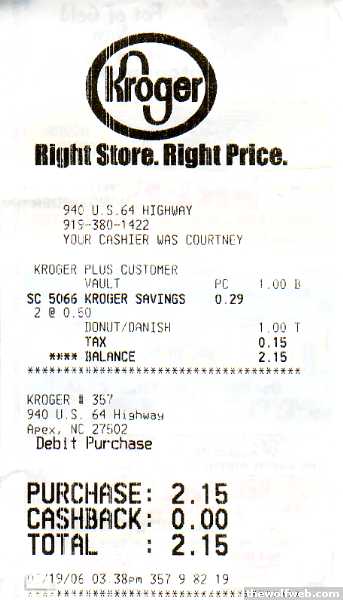 Kroger
Right Store. Right Price.
940 U.S.64 HIGHWAY
919-380-1422
YOUR CASHIER WAS COURTNEY
KROGER PLUS CUSTOMER
VAULT PC 1.00 B
SC 5066 KROGER SAVINGS 0.29
2 @ 0.50
DONUT/DANISH 1.00 T
TAX 0.15
**** BALANCE 2.15
KROGER # 357
940 U.S. 64 Highway
Apex, NC 27502
Debit Purchase
PURCHASE: 2.15
CASHBACK: 0.00
TOTAL : 2.15
03:38pm 357 9 82 19
thewolfweb.com